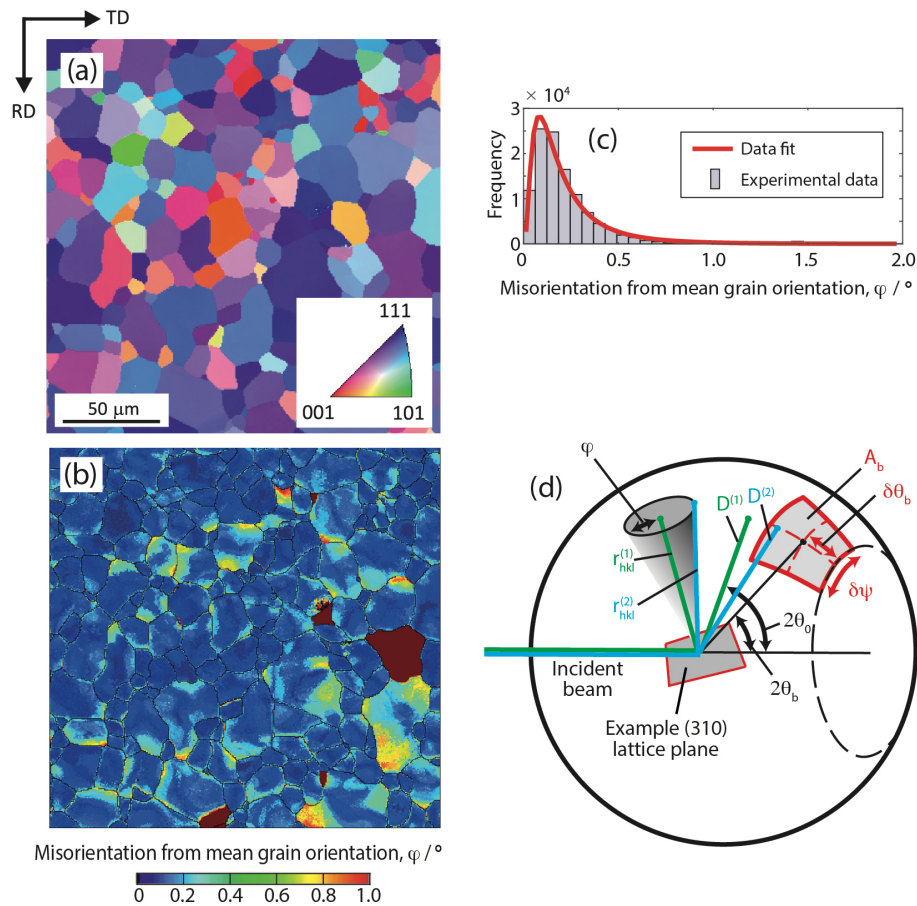 TD
RD
(a)
111
001
101
50 μm
(b)
Misorientation from mean grain orientation, φ / °
0
0.2
0.4
0.6
0.8
1.0
× 10⁴
3
2
1
0
Frequency
(c)
Data fit
Experimental data
0
0.5
1.0
1.5
2.0
Misorientation from mean grain orientation, φ / °
(d)
φ
D⁽¹⁾
D⁽²⁾
A_b
δθ_b
δψ
r_hkl⁽¹⁾
r_hkl⁽²⁾
2θ₀
2θ_b
Incident
beam
Example (310)
lattice plane